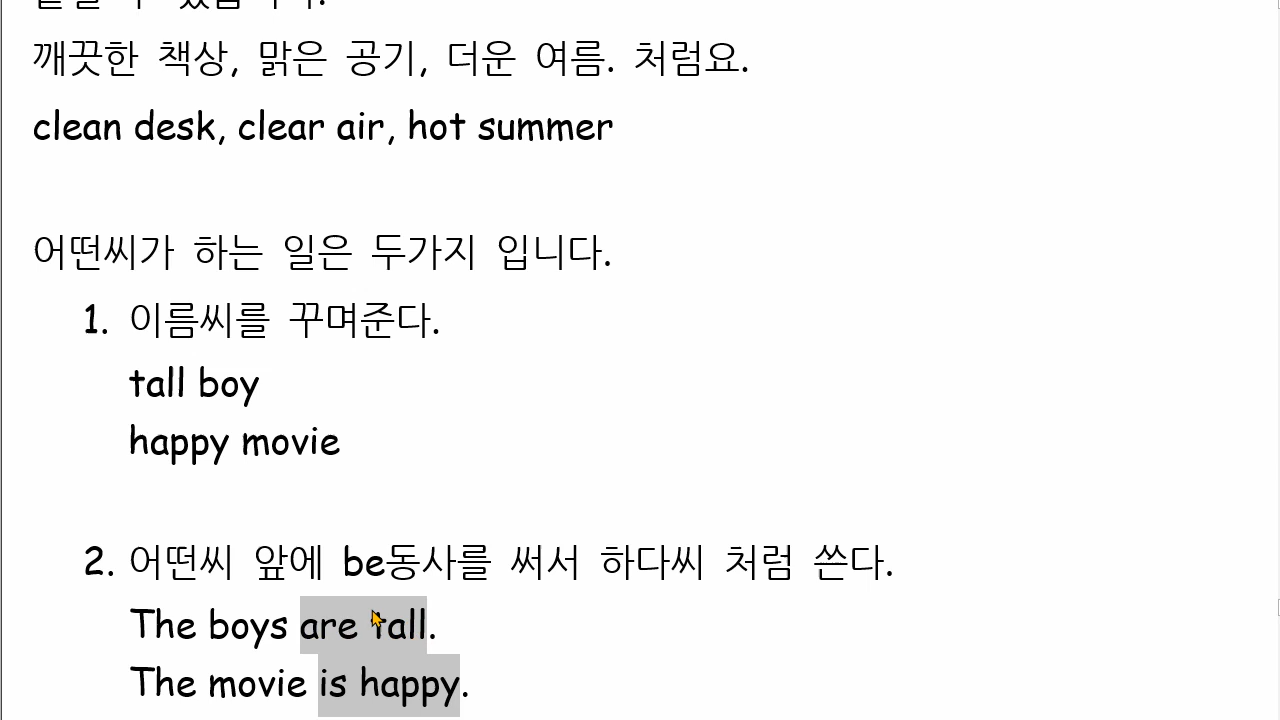 깨끗한 책상, 맑은 공기, 더운 여름. 처럼요.
clean desk, clear air, hot summer
어떤씨가 하는 일은 두가지 입니다.
1. 이름씨를 꾸며준다.
tall boy
happy movie
2. 어떤씨 앞에 be동사를 써서 하다씨 처럼 쓴다.
The boys are tall.
The movie is happy.